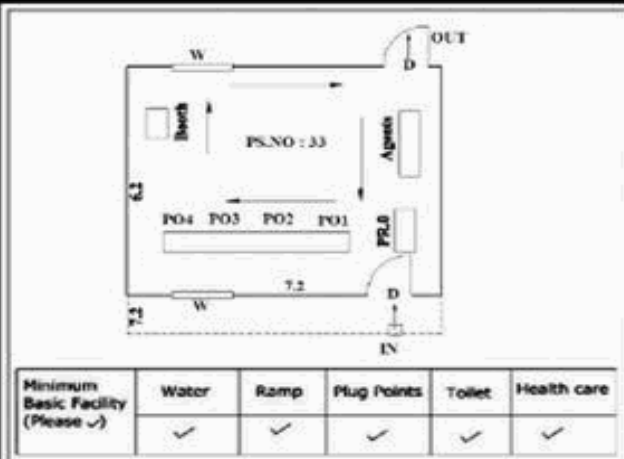 OUT
W
D
Booth
Agents
PS.NO : 33
6.2
PO4 PO3 PO2 PO1
PR.0
7.2
W
D
7.2
IN
Minimum Basic Facility (Please ✓)
Water
Ramp
Plug Points
Toilet
Health care
✓ ✓ ✓ ✓ ✓